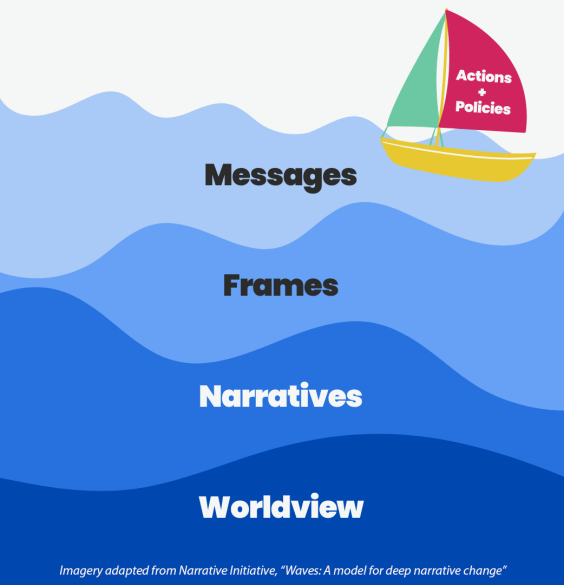 Actions
+
Policies
Messages
Frames
Narratives
Worldview
Imagery adapted from Narrative Initiative, “Waves: A model for deep narrative change”